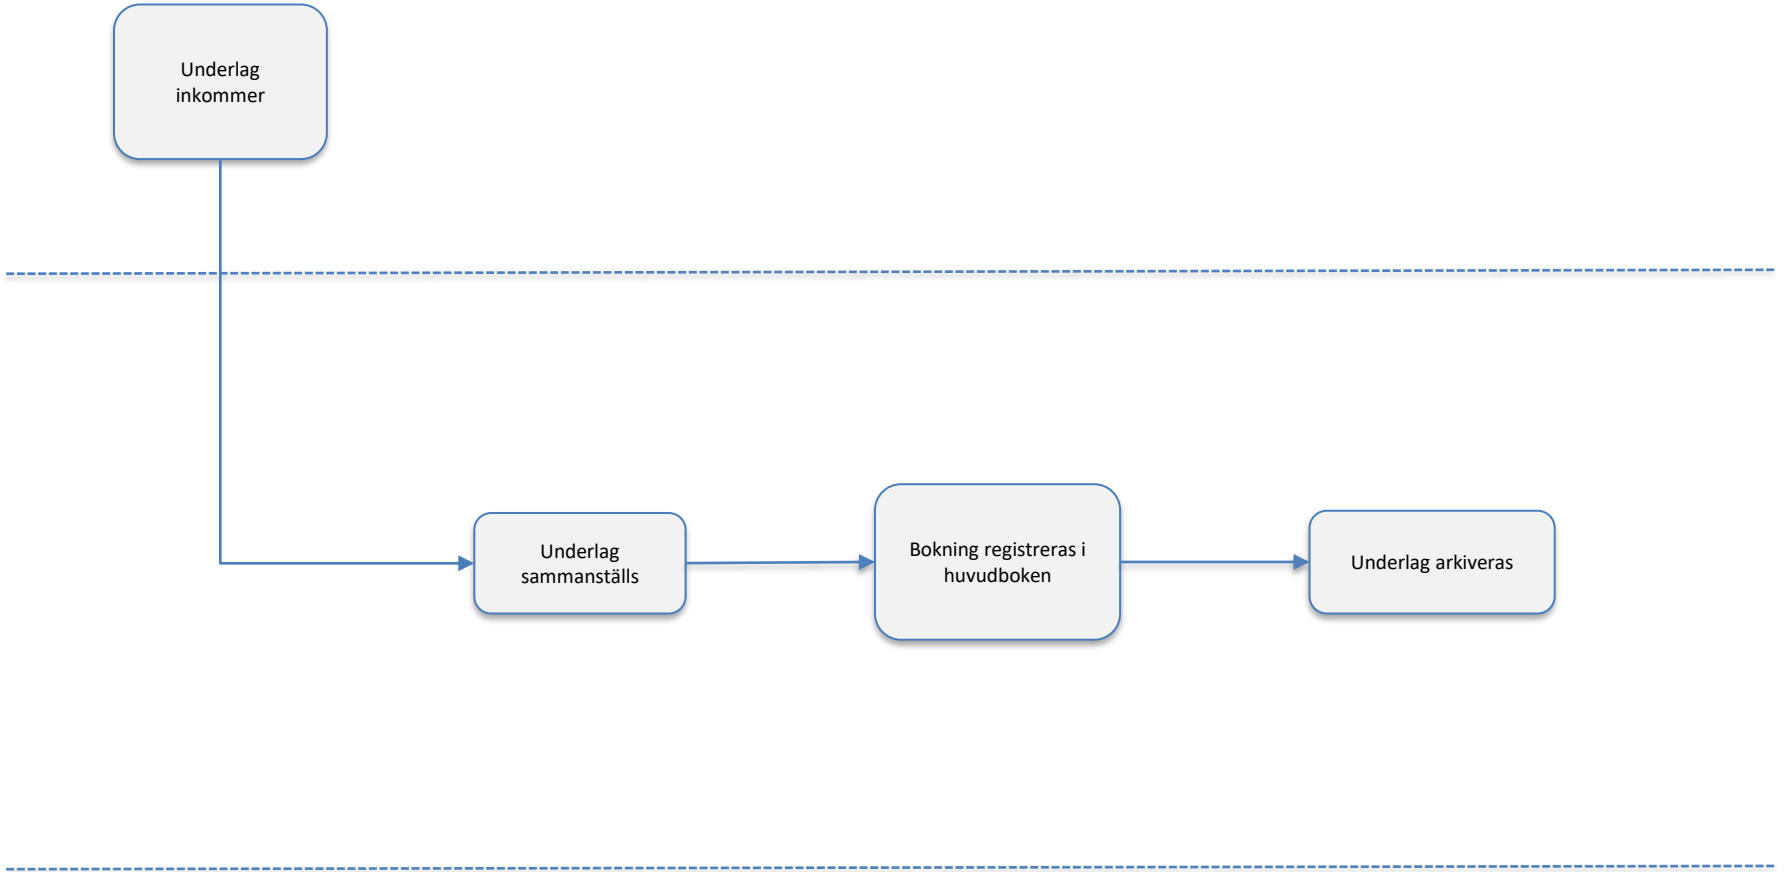 Underlag
inkommer
Underlag
sammanställs
Bokning registreras i
huvudboken
Underlag arkiveras